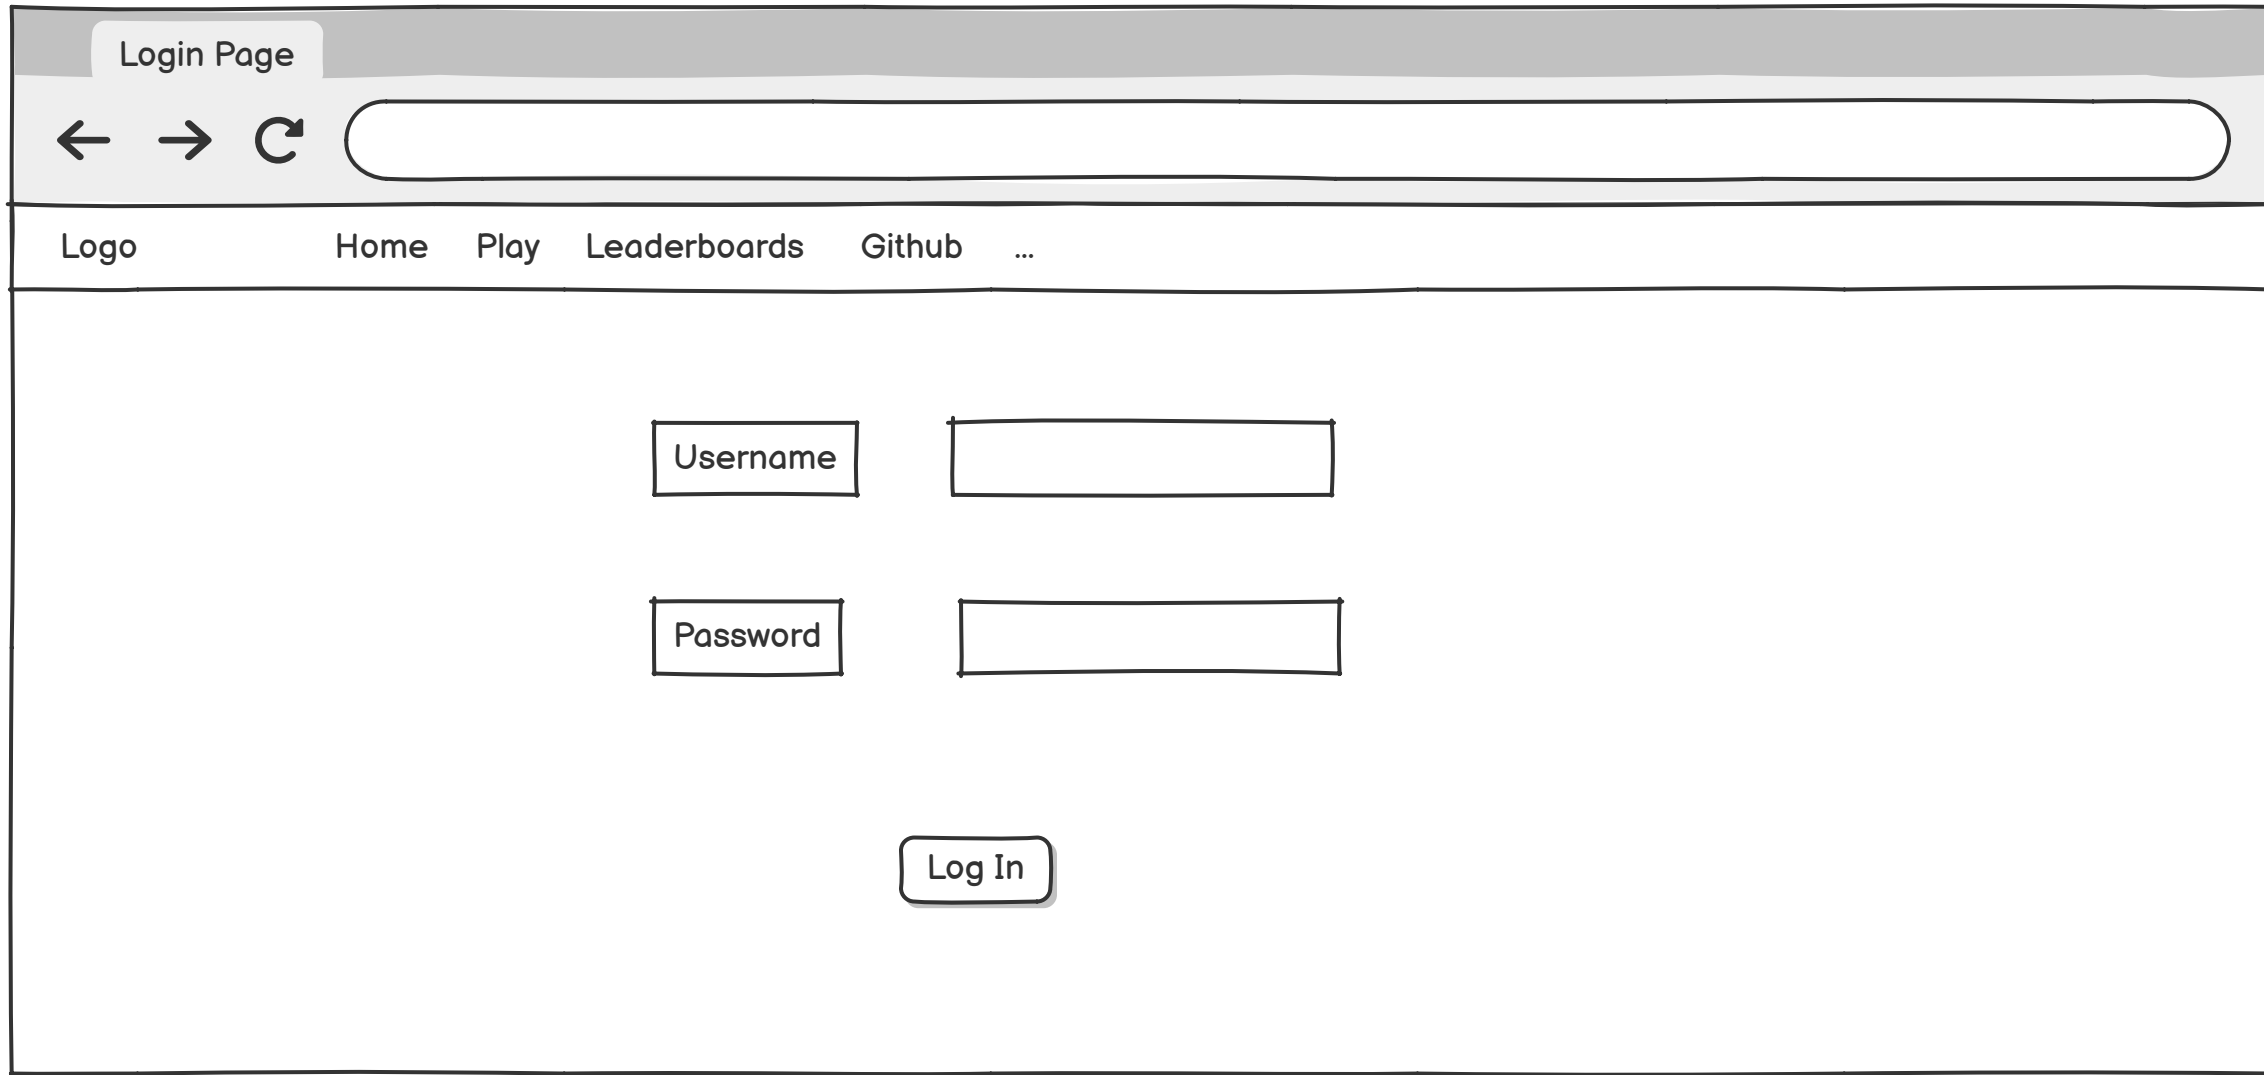 Login Page
Logo Home Play Leaderboards Github ...
Username
Password
Log In